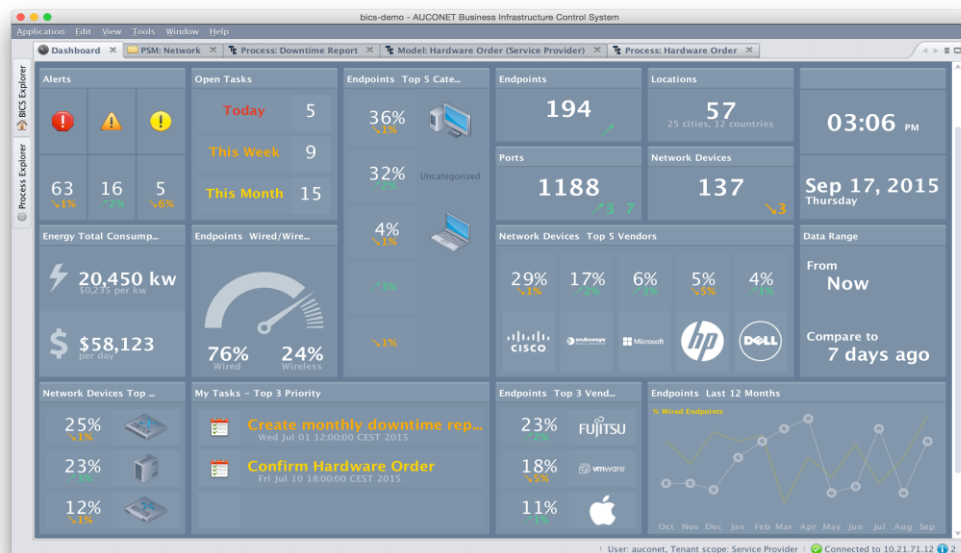 bics-demo - AUCONET Business Infrastructure Control System
Application Edit View Tools Window Help
Dashboard
PSM: Network
Process: Downtime Report
Model: Hardware Order (Service Provider)
Process: Hardware Order
BICS Explorer
Process Explorer
Alerts
63
1%
16
2%
5
6%
Open Tasks
Today 5
This Week 9
This Month 15
Endpoints Top 5 Cate...
36%
1%
32%
2%
Uncategorized
4%
1%
3%
1%
Endpoints
194
Locations
57
25 cities, 12 countries
03:06 PM
Ports
1188
3 7
Network Devices
137
3
Sep 17, 2015
Thursday
Energy Total Consump...
20,450 kw
$0,235 per kw
$58,123
per day
Endpoints Wired/Wire...
76% 24%
Wired Wireless
Network Devices Top 5 Vendors
29% 17% 6% 5% 4%
1% 2% 3% 5% 1%
CISCO
Microsoft
hp
DELL
Data Range
From
Now
Compare to
7 days ago
Network Devices Top ...
25%
1%
23%
3%
12%
1%
My Tasks - Top 3 Priority
Create monthly downtime rep...
Wed Jul 01 12:00:00 CEST 2015
Confirm Hardware Order
Fri Jul 10 18:00:00 CEST 2015
Endpoints Top 3 Vend...
23%
2%
FUJITSU
18%
5%
vmware
11%
1%
Endpoints Last 12 Months
% Wired Endpoints
Oct Nov Dec Jan Feb Mar Apr May Jun Jul Aug Sep
User: auconet, Tenant scope: Service Provider
Connected to 10.21.71.12
2